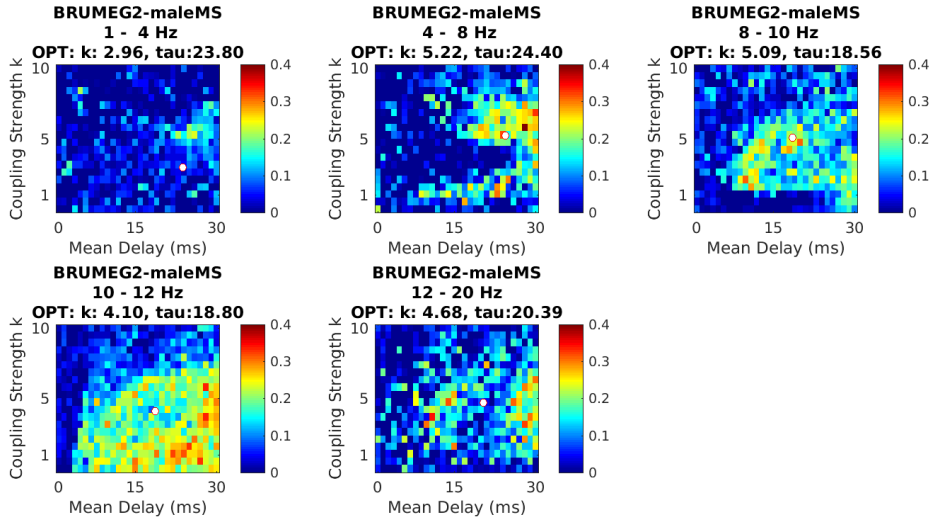 BRUMEG2-maleMS
1 - 4 Hz
OPT: k: 2.96, tau:23.80
Coupling Strength k
10
5
1
0 15 30
Mean Delay (ms)
0.4
0.3
0.2
0.1
0
BRUMEG2-maleMS
4 - 8 Hz
OPT: k: 5.22, tau:24.40
Coupling Strength k
10
5
1
0 15 30
Mean Delay (ms)
0.4
0.3
0.2
0.1
0
BRUMEG2-maleMS
8 - 10 Hz
OPT: k: 5.09, tau:18.56
Coupling Strength k
10
5
1
0 15 30
Mean Delay (ms)
0.4
0.3
0.2
0.1
0
BRUMEG2-maleMS
10 - 12 Hz
OPT: k: 4.10, tau:18.80
Coupling Strength k
10
5
1
0 15 30
Mean Delay (ms)
0.4
0.3
0.2
0.1
0
BRUMEG2-maleMS
12 - 20 Hz
OPT: k: 4.68, tau:20.39
Coupling Strength k
10
5
1
0 15 30
Mean Delay (ms)
0.4
0.3
0.2
0.1
0